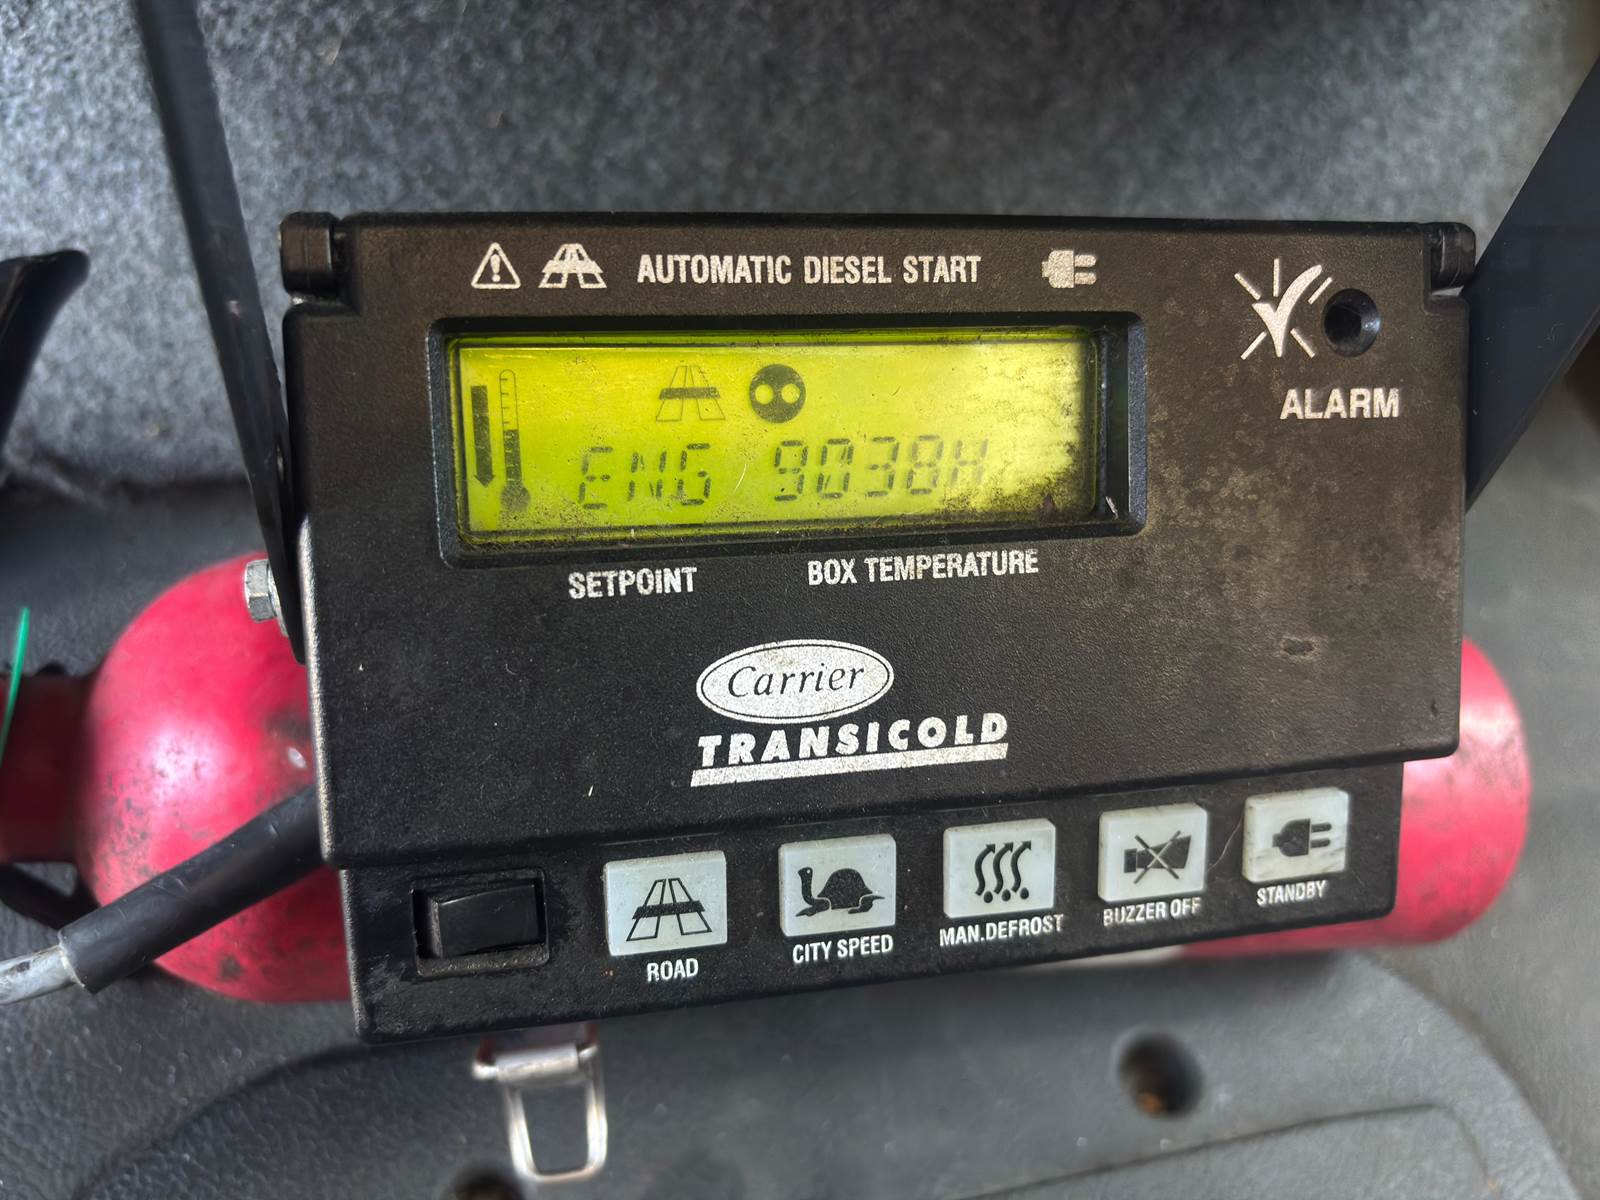 AUTOMATIC DIESEL START
ALARM
ENG 9038H
SETPOINT
BOX TEMPERATURE
Carrier
TRANSICOLD
ROAD
CITY SPEED
MAN.DEFROST
BUZZER OFF
STANDBY